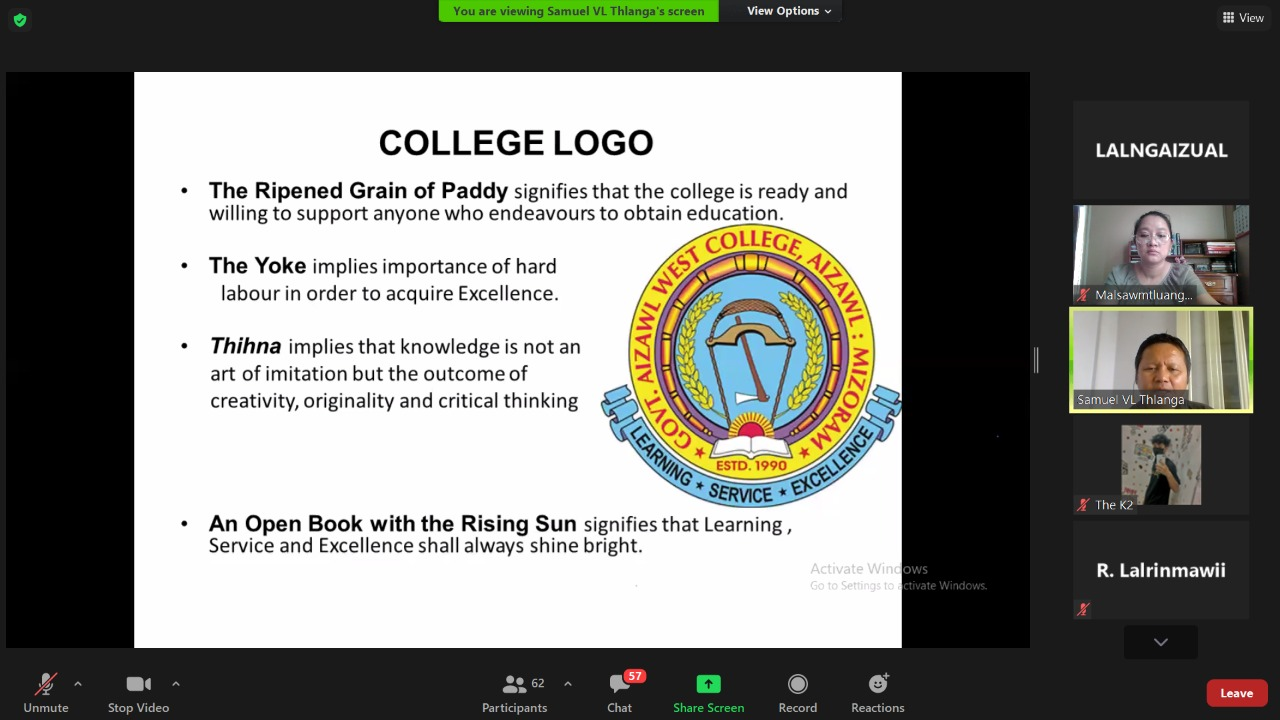 You are viewing Samuel VL Thlanga's screen
View Options
View
COLLEGE LOGO
• The Ripened Grain of Paddy signifies that the college is ready and
willing to support anyone who endeavours to obtain education.
• The Yoke implies importance of hard
labour in order to acquire Excellence.
• Thihna implies that knowledge is not an
art of imitation but the outcome of
creativity, originality and critical thinking
GOVT. AIZAWL WEST COLLEGE, AIZAWL : MIZORAM
ESTD. 1990
LEARNING ★ SERVICE ★ EXCELLENCE
• An Open Book with the Rising Sun signifies that Learning ,
Service and Excellence shall always shine bright.
Activate Windows
Go to Settings to activate Windows.
LALNGAIZUAL
Malsawmtluang...
Samuel VL Thlanga
The K2
R. Lalrinmawii
Unmute
Stop Video
62
Participants
57
Chat
Share Screen
Record
Reactions
Leave